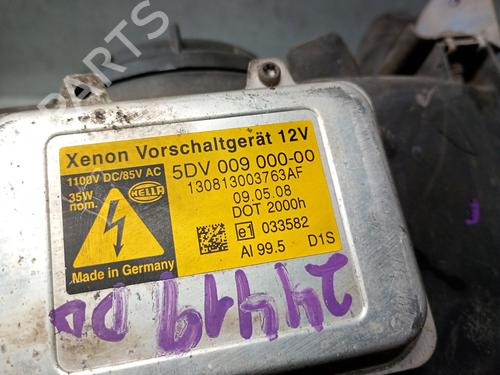 PARTS
Xenon Vorschaltgerät 12V
1100V DC/85V AC
35W
nom.
HELLA
5DV 009 000-00
130813003763AF
09.05.08
DOT 2000h
e1 033582
Al 99.5 D1S
Made in Germany